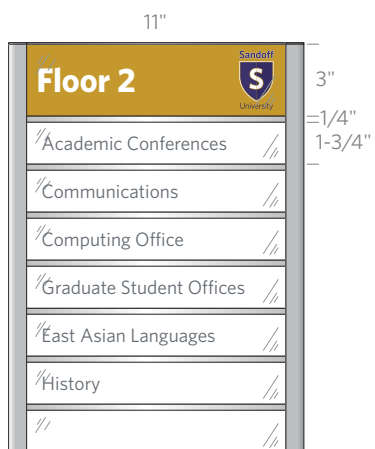 11"
Sandoff
Floor 2
S
University
3"
1/4"
1-3/4"
Academic Conferences
Communications
Computing Office
Graduate Student Offices
East Asian Languages
History